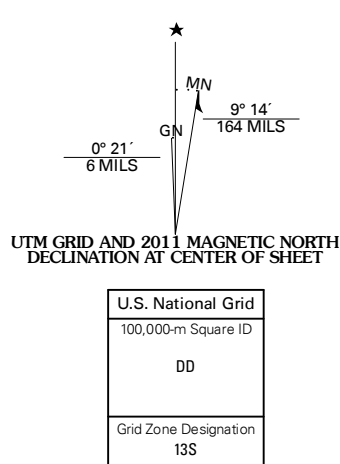 ★
MN
9° 14´
164 MILS
GN
0° 21´
6 MILS
UTM GRID AND 2011 MAGNETIC NORTH
DECLINATION AT CENTER OF SHEET
U.S. National Grid
100,000-m Square ID
DD
Grid Zone Designation
13S